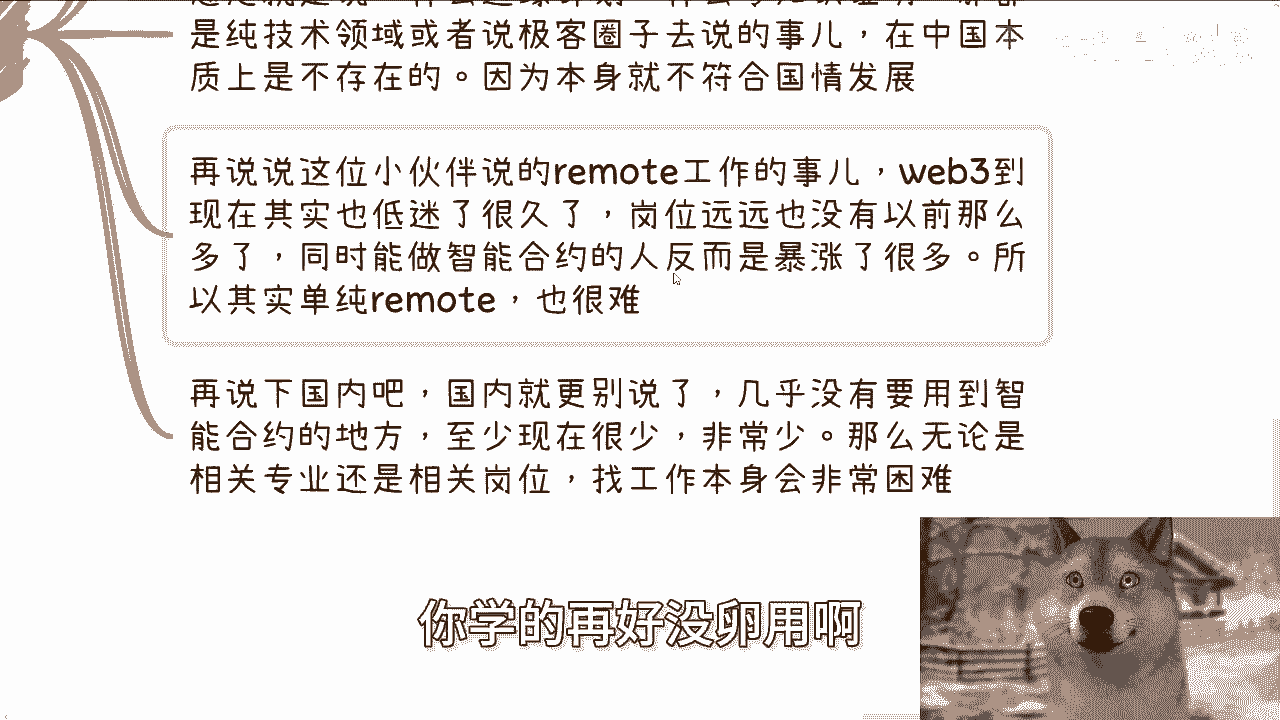 是纯技术领域或者说极客圈子去说的事儿，在中国本
质上是不存在的。因为本身就不符合国情发展
再说说这位小伙伴说的remote工作的事儿，web3到
现在其实也低迷了很久了，岗位远远也没有以前那么
多了，同时能做智能合约的人反而是暴涨了很多。所
以其实单纯remote，也很难
再说下国内吧，国内就更别说了，几乎没有要用到智
能合约的地方，至少现在很少，非常少。那么无论是
相关专业还是相关岗位，找工作本身会非常困难
你学的再好没卵用啊